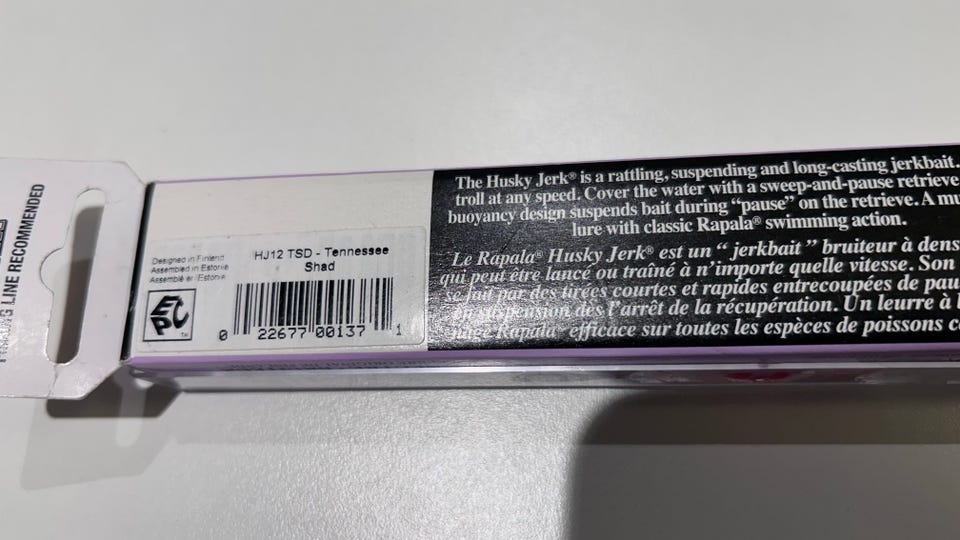 NG LINE RECOMMENDED
Designed in Finland
Assembled in Estonia
Assemblé en Estonie
HJ12 TSD - Tennessee
Shad
EPC
TM
0 22677 00137 1
The Husky Jerk® is a rattling, suspending and long-casting jerkbait.
troll at any speed. Cover the water with a sweep-and-pause retrieve
buoyancy design suspends bait during “pause” on the retrieve. A mu
lure with classic Rapala® swimming action.
Le Rapala® Husky Jerk® est un “ jerkbait ” bruiteur à dens
qui peut être lancé ou traîné à n’importe quelle vitesse. Son
se fait par des tirées courtes et rapides entrecoupées de pau
en suspension dès l’arrêt de la récupération. Un leurre à l
Rapala® efficace sur toutes les espèces de poissons c